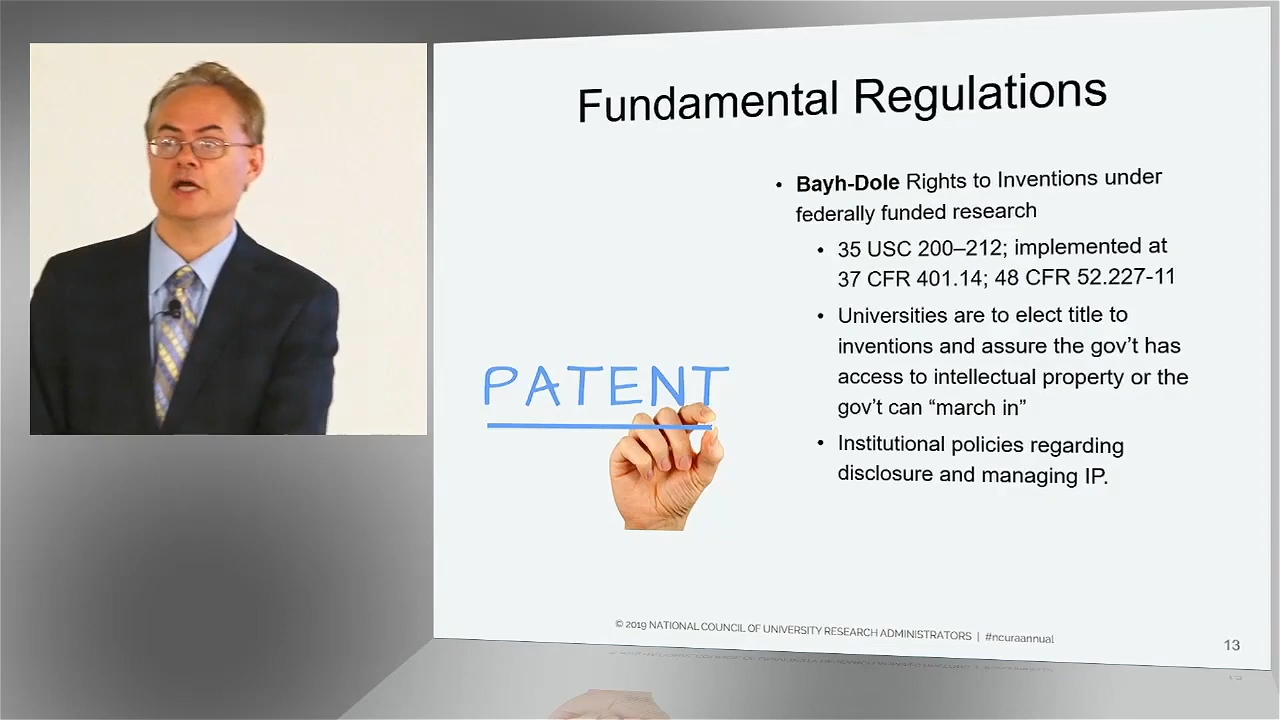 Fundamental Regulations
• Bayh-Dole Rights to Inventions under
federally funded research
• 35 USC 200–212; implemented at
37 CFR 401.14; 48 CFR 52.227-11
• Universities are to elect title to
inventions and assure the gov’t has
access to intellectual property or the
gov’t can “march in”
• Institutional policies regarding
disclosure and managing IP.
PATENT
© 2019 NATIONAL COUNCIL OF UNIVERSITY RESEARCH ADMINISTRATORS | #ncuraannual
13